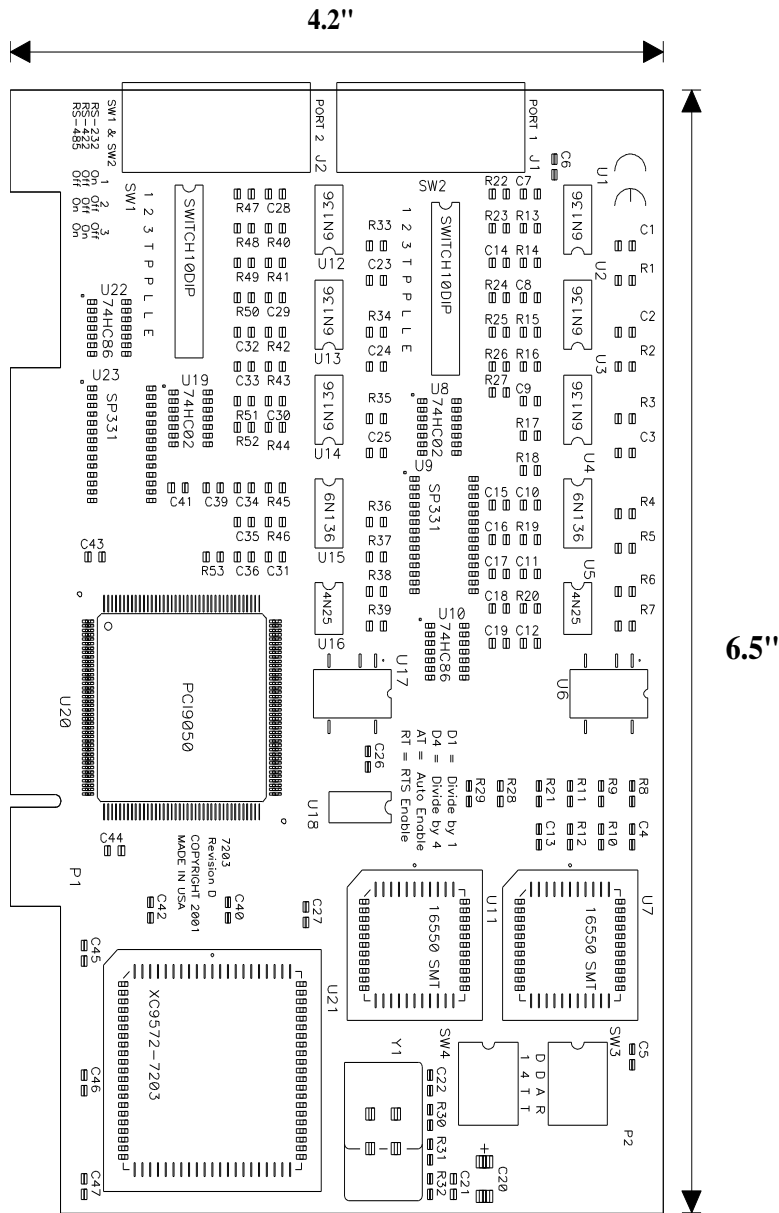 4.2"
6.5"
SW1 & SW2
1 2 3
RS-232 On Off Off
RS-422 Off Off On
RS-485 Off On On
PORT 2
J2
PORT 1
J1
C6
U1
SW1
1 2 3 T P P L L E
SWITCH10DIP
R47
C28
R48
R40
R49
R41
R50
C29
C32
R42
C33
R43
R51
C30
R52
R44
6N136
U12
6N136
U13
6N136
U14
6N136
U15
4N25
U16
R33
C23
R34
C24
R35
C25
R36
R37
R38
R39
SW2
1 2 3 T P P L L E
SWITCH10DIP
R22
C7
R23
R13
C14
R14
R24
C8
R25
R15
R26
R16
R27
C9
R17
R18
6N136
U2
6N136
U3
6N136
U4
6N136
U5
4N25
C1
R1
C2
R2
R3
C3
R4
R5
R6
R7
U22
74HC86
U23
SP331
U19
74HC02
U8
74HC02
U9
SP331
C41
C39
C34
R45
C35
R46
R53
C36
C31
C15
C10
C16
R19
C17
C11
C18
R20
C19
C12
C43
U10
74HC86
U17
U6
U20
PCI9050
C26
D1 = Divide by 1
D4 = Divide by 4
AT = Auto Enable
RT = RTS Enable
R29
R28
R21
R11
R9
R8
C13
R12
R10
C4
U18
C44
7203
Revision D
COPYRIGHT 2001
MADE IN USA
P1
C42
C40
C27
U11
16550 SMT
U7
16550 SMT
C45
U21
XC9572-7203
C46
C47
Y1
SW4
D D A R
1 4 T T
SW3
C5
P2
C22
R30
R31
R32
C21
+
C20